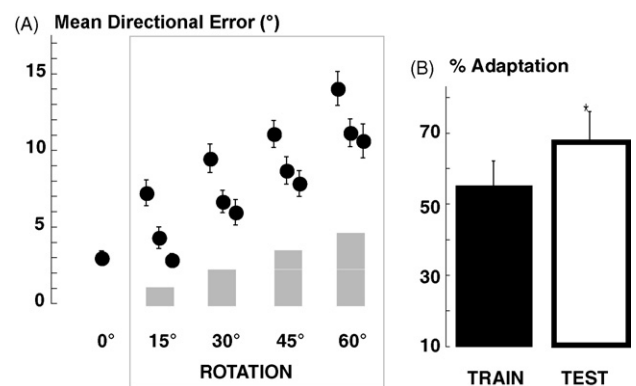 (A) Mean Directional Error (°)
15
10
5
0
0° 15° 30° 45° 60°
ROTATION
(B) % Adaptation
70
50
30
10
*
TRAIN TEST